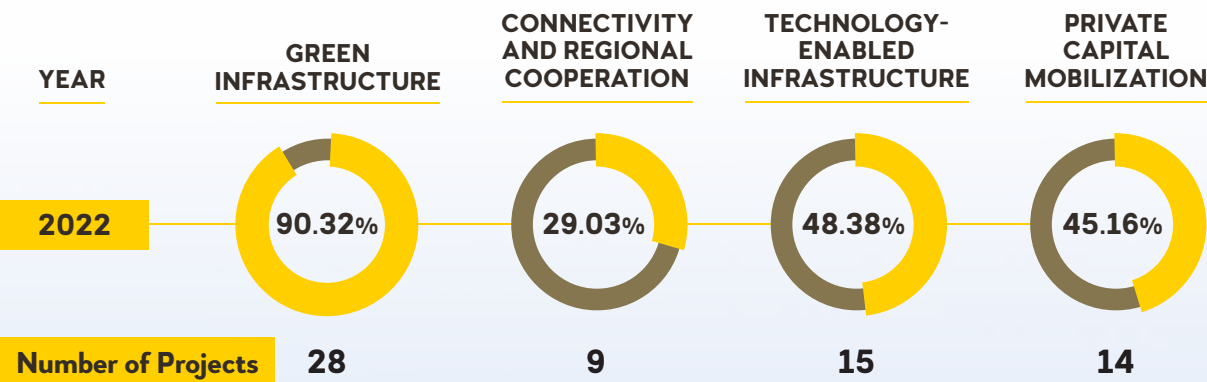 YEAR
GREEN
INFRASTRUCTURE
CONNECTIVITY
AND REGIONAL
COOPERATION
TECHNOLOGY-
ENABLED
INFRASTRUCTURE
PRIVATE
CAPITAL
MOBILIZATION
2022
90.32%
29.03%
48.38%
45.16%
Number of Projects
28
9
15
14